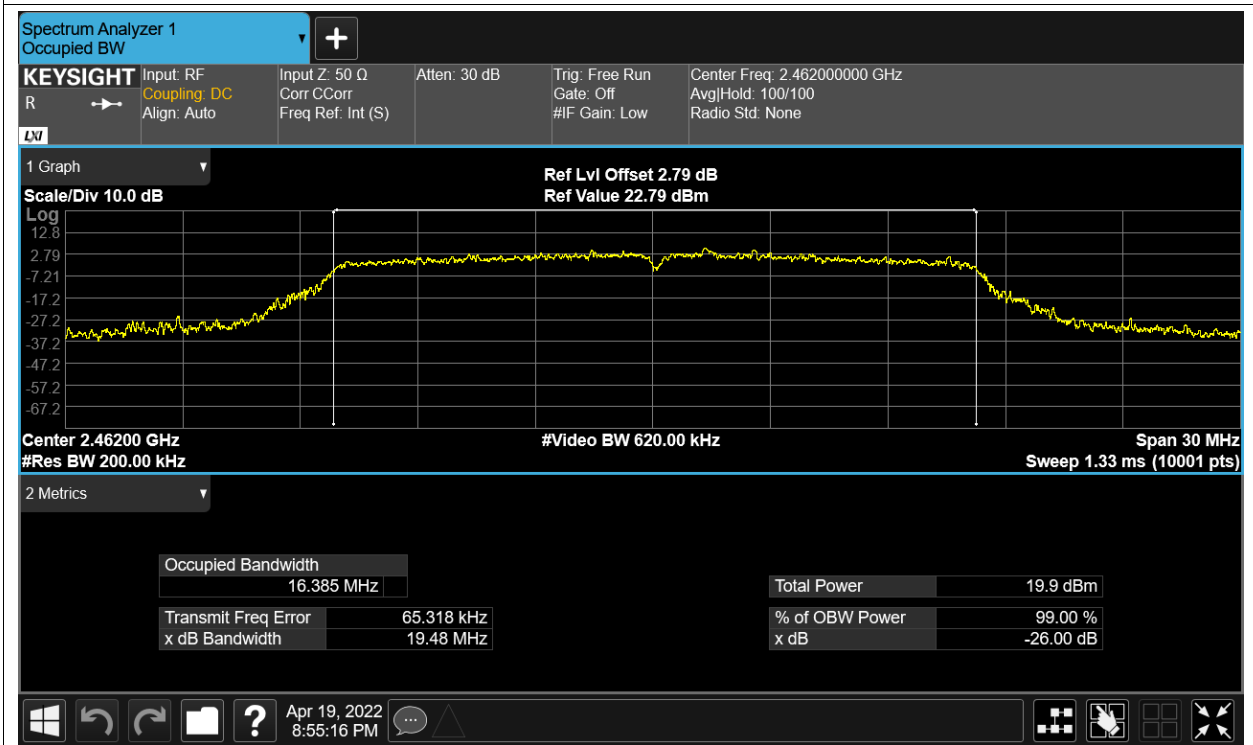 Spectrum Analyzer 1
Occupied BW
KEYSIGHT
R
LXI
Input: RF
Coupling: DC
Align: Auto
Input Z: 50 Ω
Corr CCorr
Freq Ref: Int (S)
Atten: 30 dB
Trig: Free Run
Gate: Off
#IF Gain: Low
Center Freq: 2.462000000 GHz
Avg|Hold: 100/100
Radio Std: None
1 Graph
Scale/Div 10.0 dB
Ref Lvl Offset 2.79 dB
Ref Value 22.79 dBm
Log
12.8
2.79
-7.21
-17.2
-27.2
-37.2
-47.2
-57.2
-67.2
Center 2.46200 GHz
#Res BW 200.00 kHz
#Video BW 620.00 kHz
Span 30 MHz
Sweep 1.33 ms (10001 pts)
2 Metrics
Occupied Bandwidth
16.385 MHz
Transmit Freq Error 65.318 kHz
x dB Bandwidth 19.48 MHz
Total Power 19.9 dBm
% of OBW Power 99.00 %
x dB -26.00 dB
?
Apr 19, 2022
8:55:16 PM